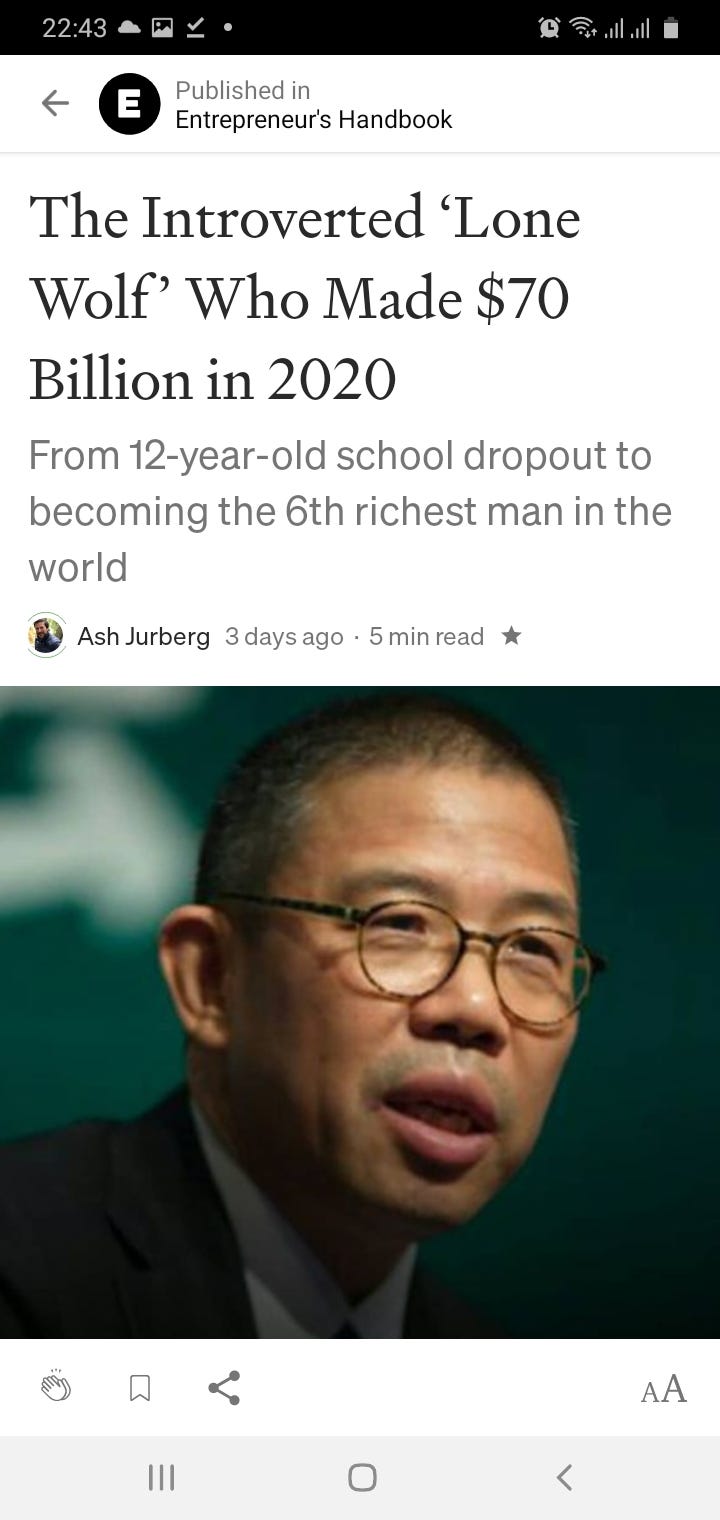 22:43
E
Published in
Entrepreneur's Handbook
The Introverted ‘Lone
Wolf’ Who Made $70
Billion in 2020
From 12-year-old school dropout to
becoming the 6th richest man in the
world
Ash Jurberg 3 days ago · 5 min read ★
AA